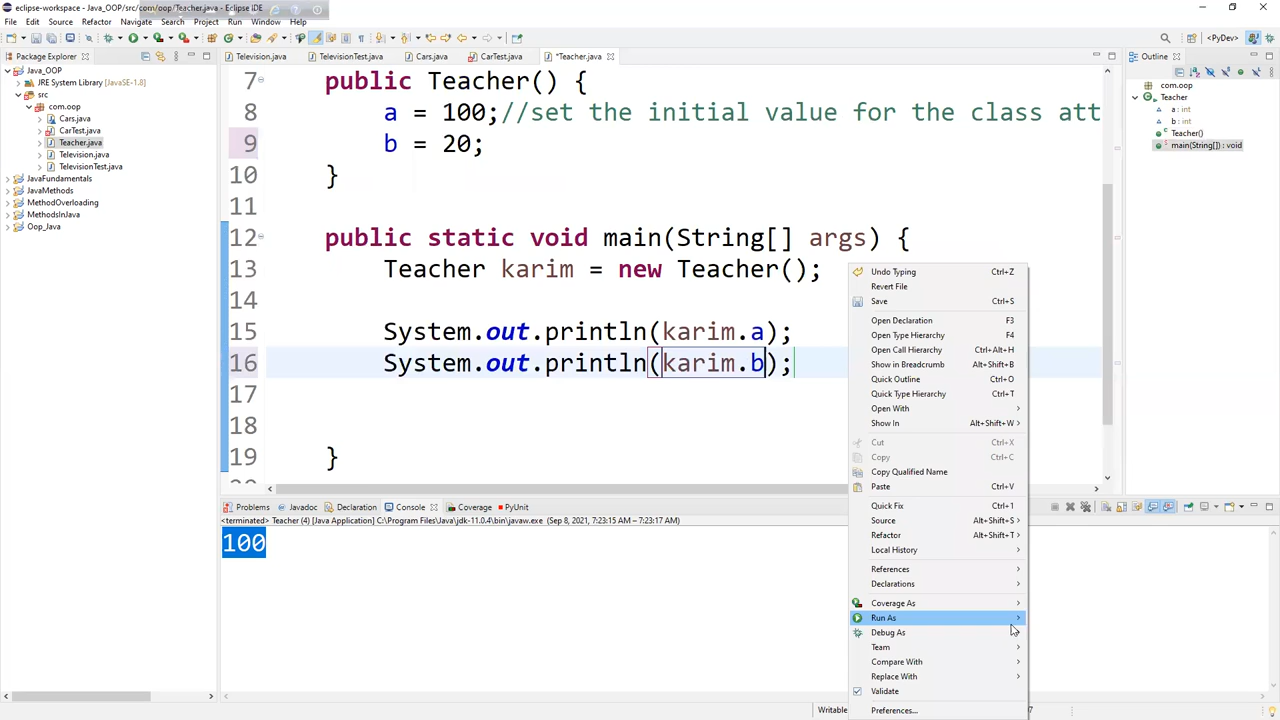 eclipse-workspace - Java_OOP/src/com/oop/Teacher.java - Eclipse IDE
File Edit Source Refactor Navigate Search Project Run Window Help
<PyDev>
Package Explorer
Television.java TelevisionTest.java Cars.java CarTest.java *Teacher.java
Outline
Java_OOP
JRE System Library [JavaSE-1.8]
src
com.oop
Cars.java
CarTest.java
Teacher.java
Television.java
TelevisionTest.java
JavaFundamentals
JavaMethods
MethodOverloading
MethodsInJava
Oop_Java
7 public Teacher() {
8 a = 100;//set the initial value for the class att
9 b = 20;
10 }
11
12 public static void main(String[] args) {
13 Teacher karim = new Teacher();
14
15 System.out.println(karim.a);
16 System.out.println(karim.b);
17
18
19 }
com.oop
Teacher
a : int
b : int
Teacher()
main(String[]) : void
Undo Typing Ctrl+Z
Revert File
Save Ctrl+S
Open Declaration F3
Open Type Hierarchy F4
Open Call Hierarchy Ctrl+Alt+H
Show in Breadcrumb Alt+Shift+B
Quick Outline Ctrl+O
Quick Type Hierarchy Ctrl+T
Open With
Show In Alt+Shift+W
Cut Ctrl+X
Copy Ctrl+C
Copy Qualified Name
Paste Ctrl+V
Quick Fix Ctrl+1
Source Alt+Shift+S
Refactor Alt+Shift+T
Local History
References
Declarations
Coverage As
Run As
Debug As
Team
Compare With
Replace With
Validate
Preferences...
Problems Javadoc Declaration Console Coverage PyUnit
<terminated> Teacher (4) [Java Application] C:\Program Files\Java\jdk-11.0.4\bin\javaw.exe (Sep 8, 2021, 7:23:15 AM – 7:23:17 AM)
100
Writable